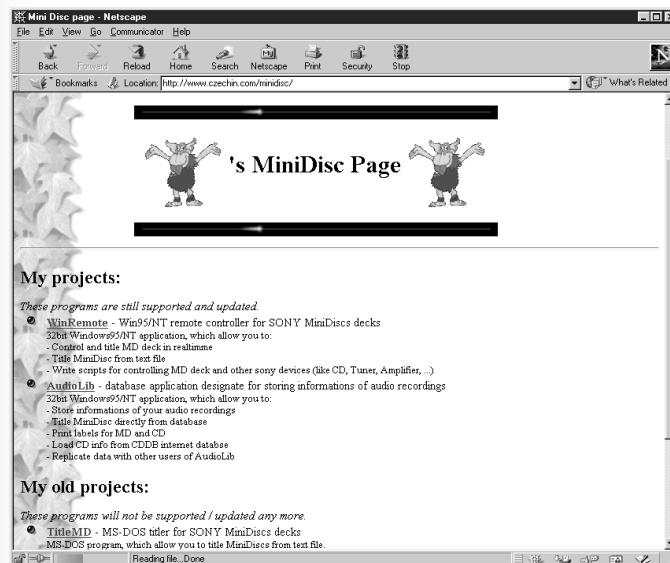 Mini Disc page - Netscape
File Edit View Go Communicator Help
Back Forward Reload Home Search Netscape Print Security Stop
Bookmarks Location: http://www.czechin.com/minidisc/ What's Related
's MiniDisc Page
My projects:
These programs are still supported and updated.
WinRemote - Win95/NT remote controller for SONY MiniDiscs decks
32bit Windows95/NT application, which allow you to:
- Control and title MD deck in realtimme
- Title MiniDisc from text file
- Write scripts for controlling MD deck and other sony devices (like CD, Tuner, Amplifier, ...)
AudioLib - database application designate for storing informations of audio recordings
32bit Windows95/NT application, which allow you to:
- Store informations of your audio recordings
- Title MiniDisc directly from database
- Print labels for MD and CD
- Load CD info from CDDB internet databse
- Replicate data with other users of AudioLib
My old projects:
These programs will not be supported / updated any more.
TitleMD - MS-DOS titler for SONY MiniDiscs decks
MS-DOS program, which allow you to title MiniDiscs from text file.
Reading file...Done